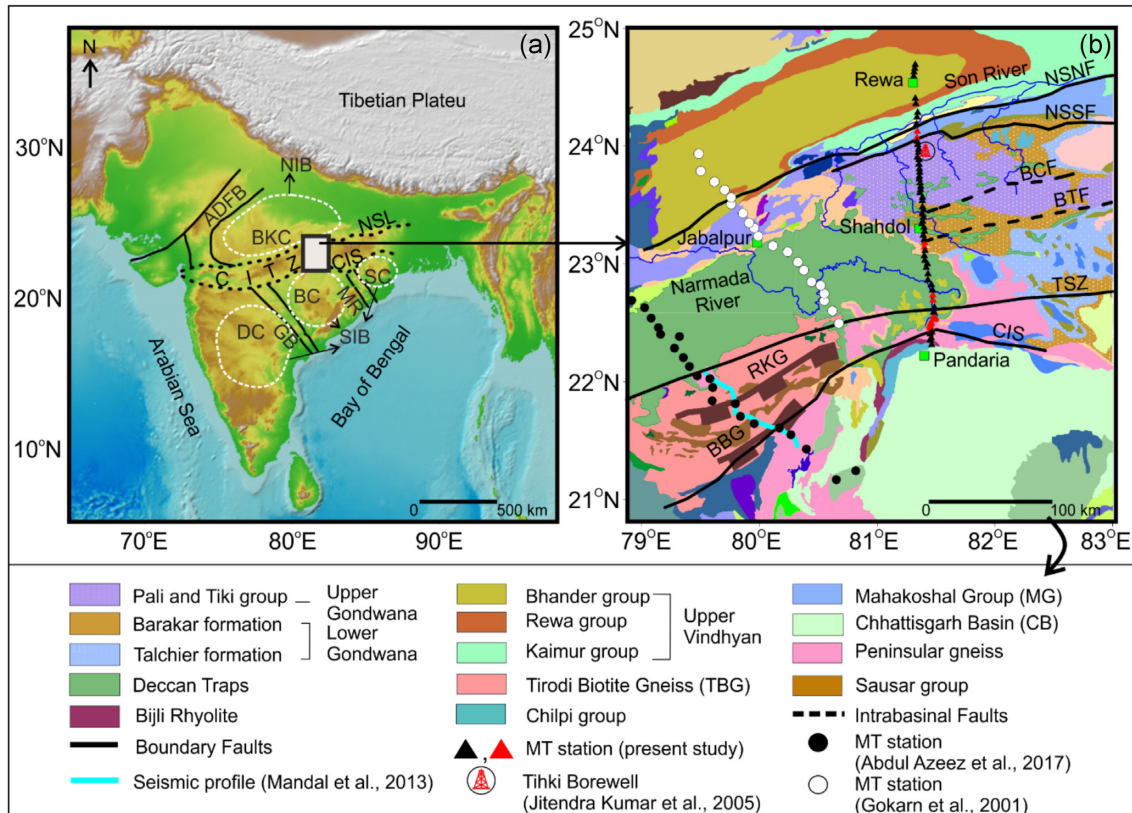 (a)
N
Tibetian Plateu
30°N
20°N
10°N
NIB
ADFB
BKC
NSL
C I T Z
CIS
SC
BC
MR
DC
GB
SIB
Arabian Sea
Bay of Bengal
0 500 km
70°E 80°E 90°E
(b)
25°N
24°N
23°N
22°N
21°N
Rewa
Son River
NSNF
NSSF
BCF
BTF
Jabalpur
Shahdol
Narmada
River
TSZ
CIS
RKG
Pandaria
BBG
0 100 km
79°E 80°E 81°E 82°E 83°E
Pali and Tiki group
Upper
Gondwana
Barakar formation
Lower
Gondwana
Talchier formation
Deccan Traps
Bijli Rhyolite
Boundary Faults
Seismic profile (Mandal et al., 2013)
Bhander group
Rewa group
Upper
Vindhyan
Kaimur group
Tirodi Biotite Gneiss (TBG)
Chilpi group
, MT station (present study)
Tihki Borewell
(Jitendra Kumar et al., 2005)
Mahakoshal Group (MG)
Chhattisgarh Basin (CB)
Peninsular gneiss
Sausar group
Intrabasinal Faults
MT station
(Abdul Azeez et al., 2017)
MT station
(Gokarn et al., 2001)